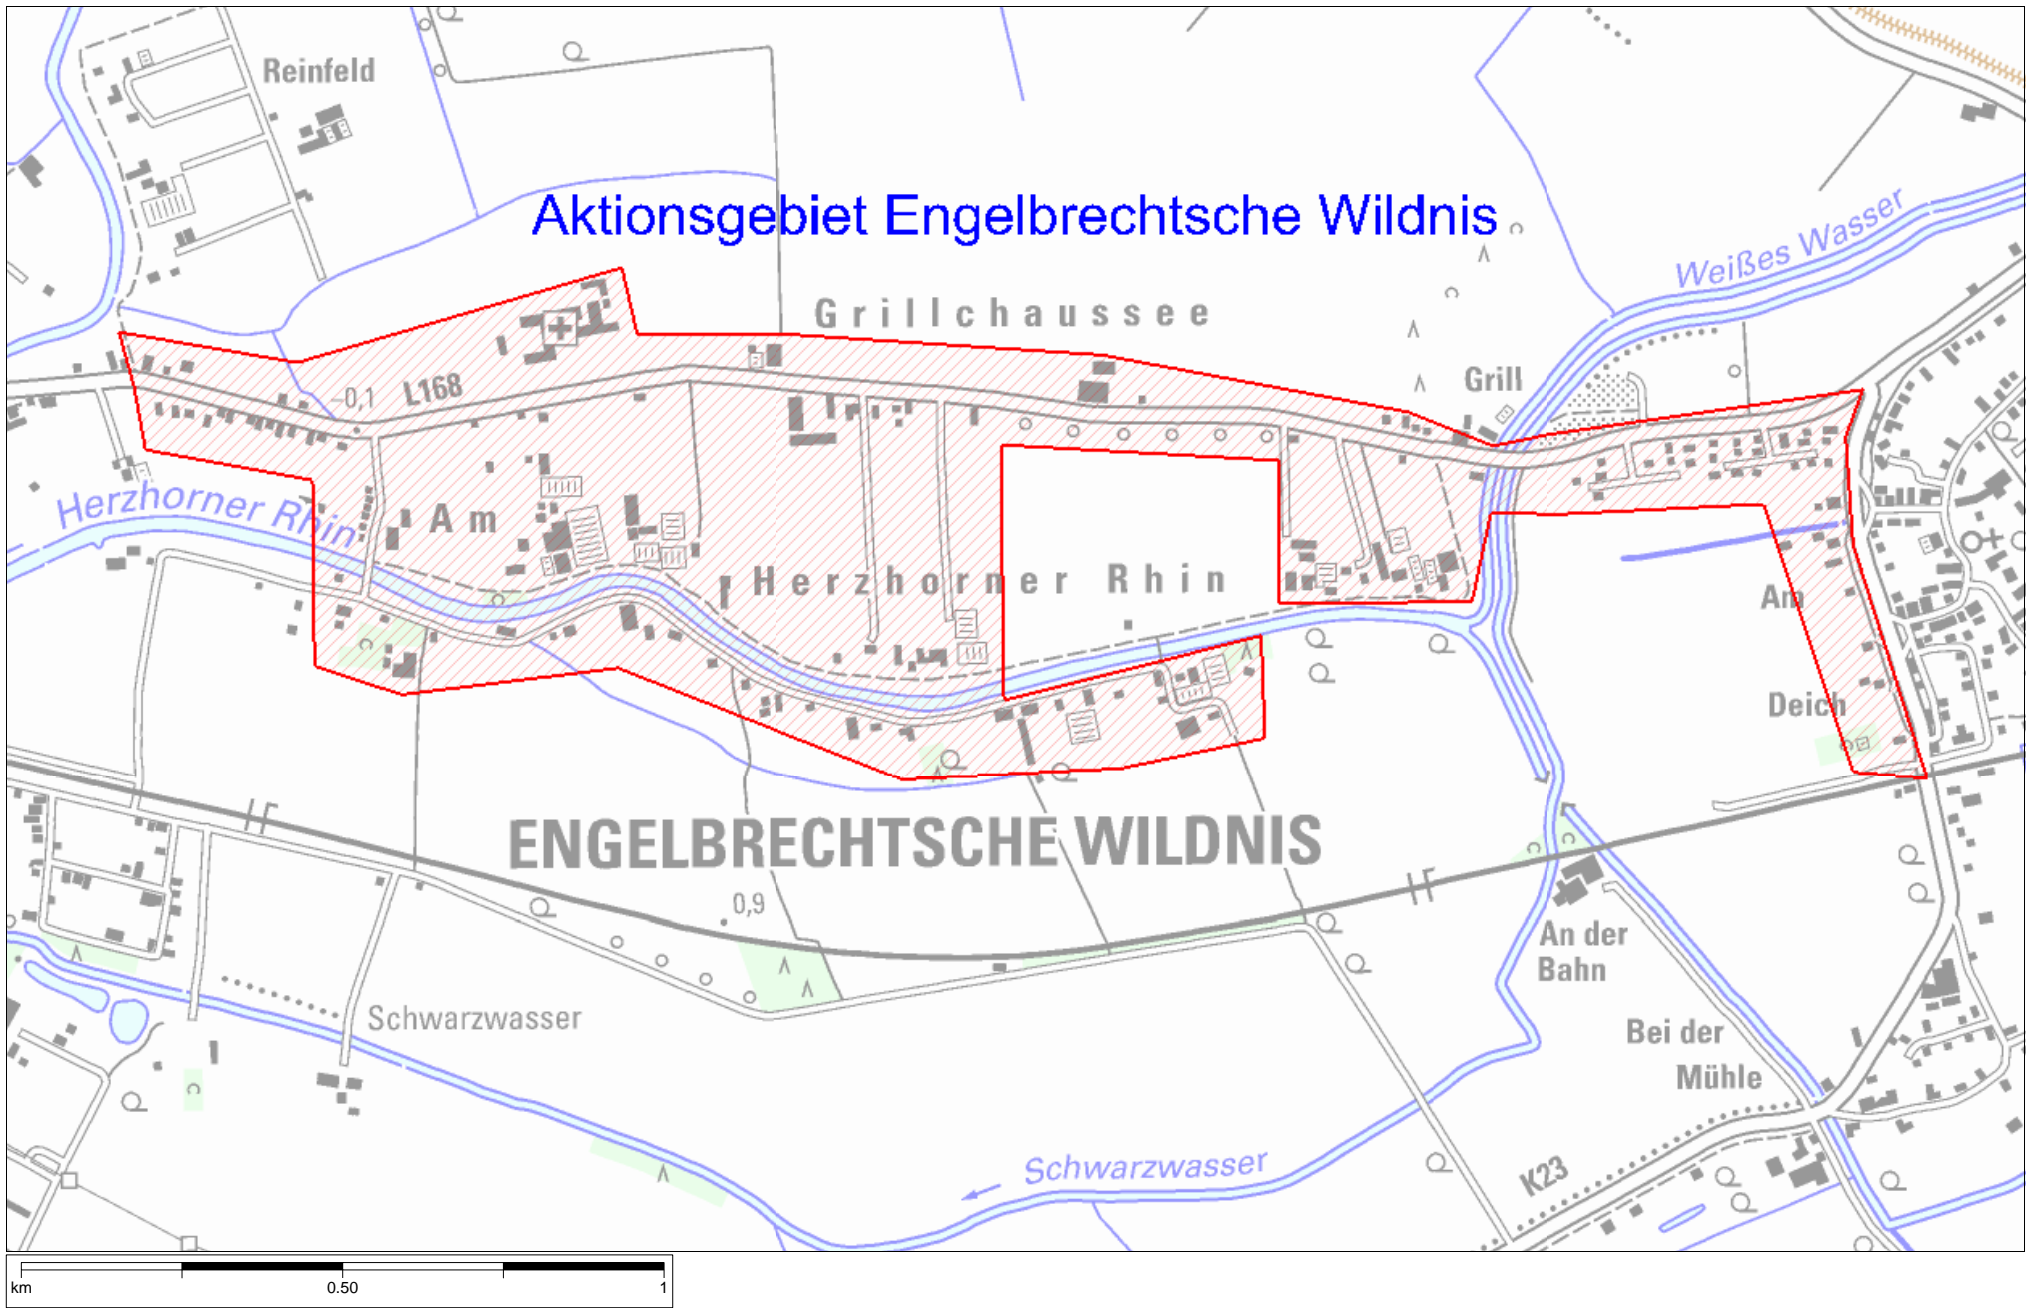 Reinfeld
Aktionsgebiet Engelbrechtsche Wildnis
Weißes Wasser
Grillchaussee
Grill
-0,1
L168
Herzhorner Rhin
Am
Herzhorner Rhin
Am
Deich
ENGELBRECHTSCHE WILDNIS
0,9
An der
Bahn
Schwarzwasser
Bei der
Mühle
Schwarzwasser
K23
km
0.50
1